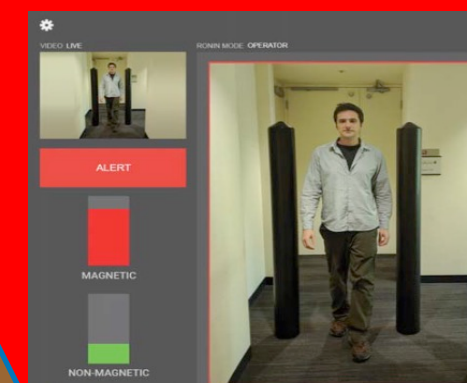 VIDEO LIVE
RONIN MODE OPERATOR
ALERT
MAGNETIC
NON-MAGNETIC